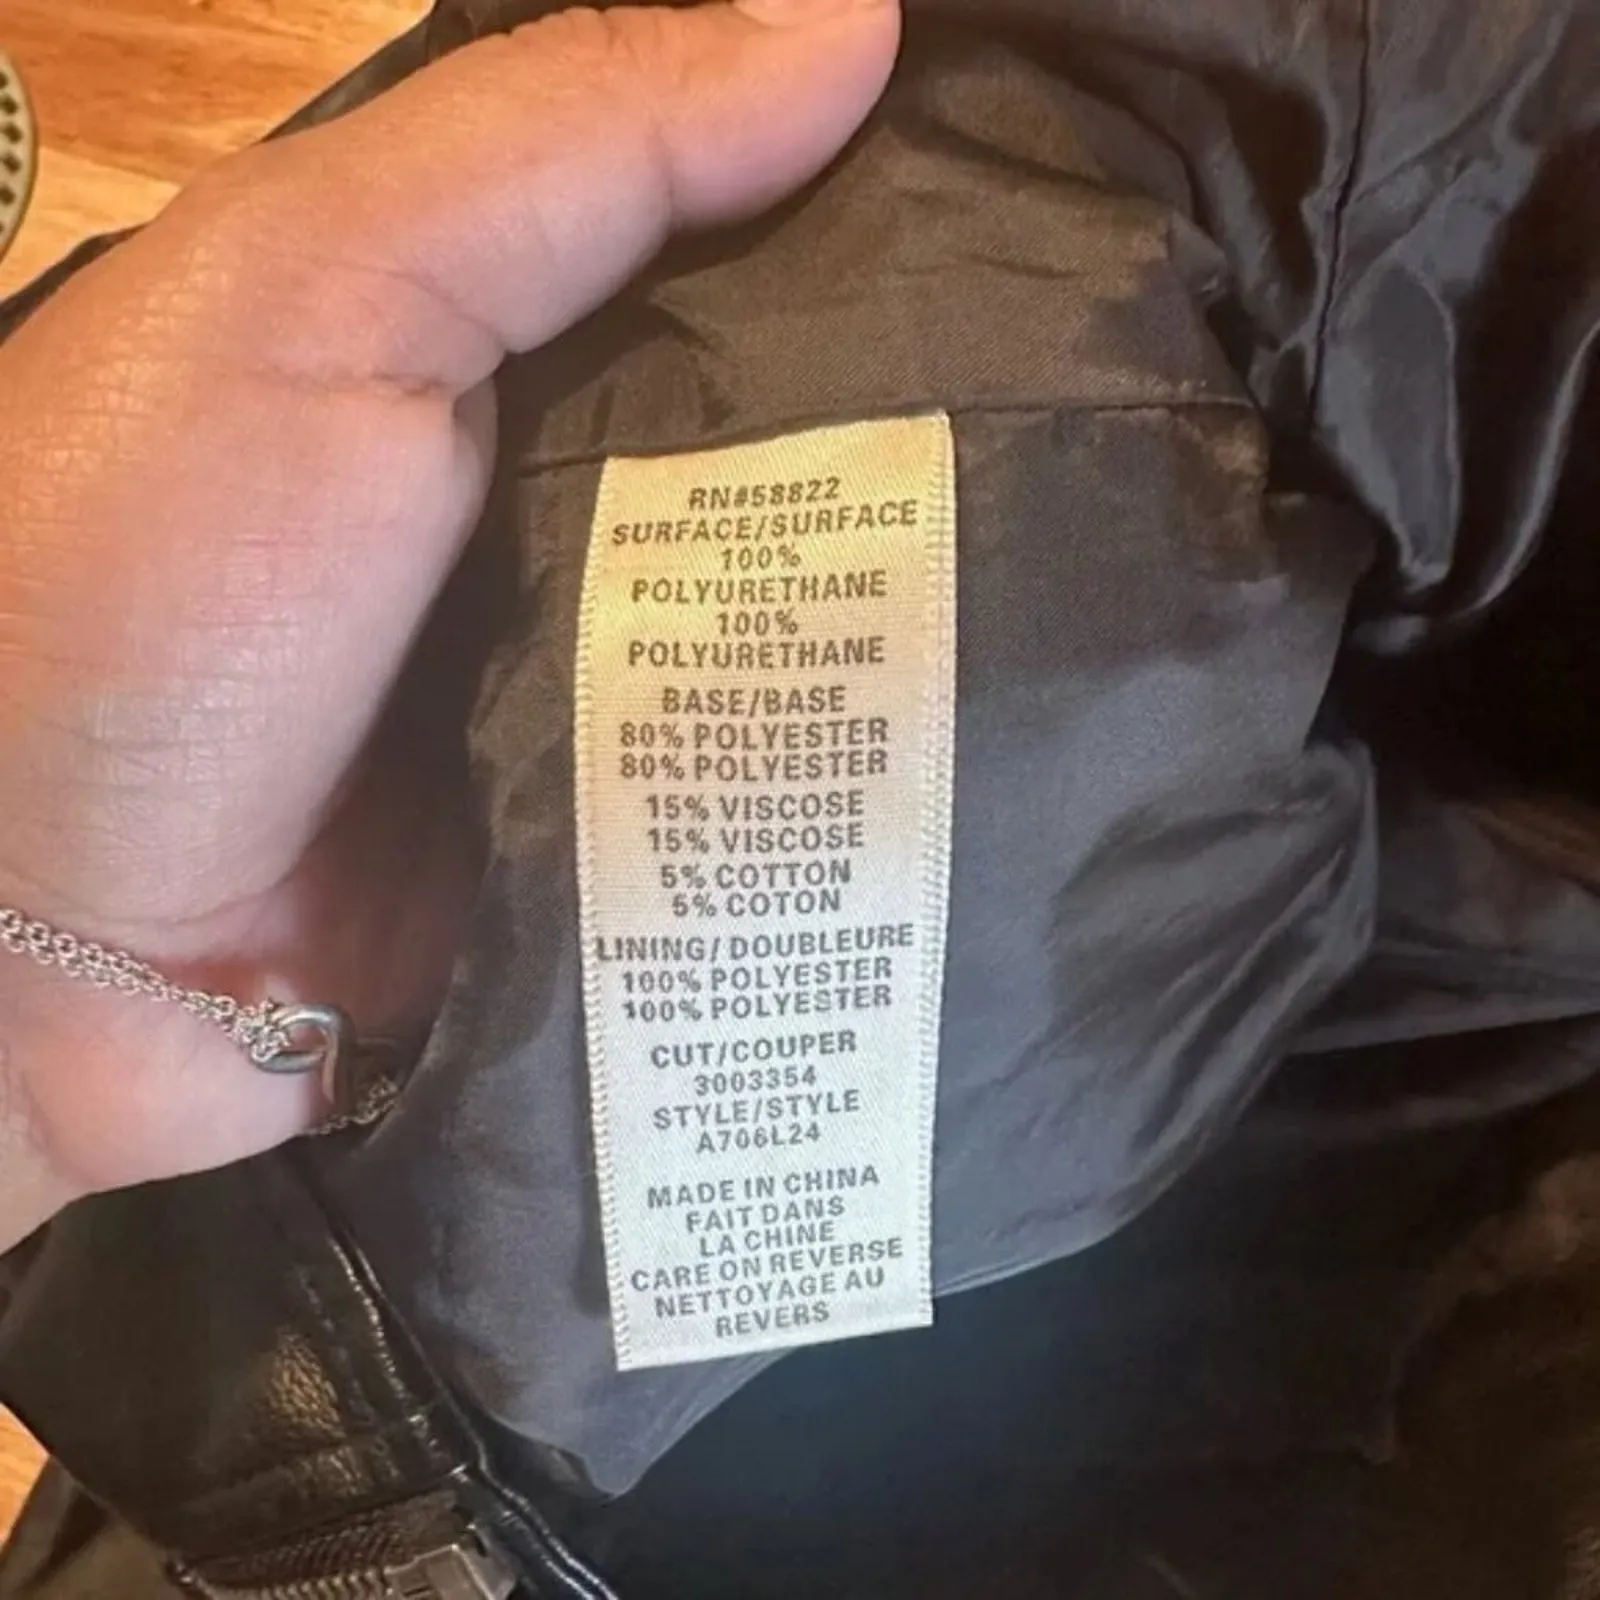 RN#58822
SURFACE/SURFACE
100%
POLYURETHANE
100%
POLYURETHANE
BASE/BASE
80% POLYESTER
80% POLYESTER
15% VISCOSE
15% VISCOSE
5% COTTON
5% COTON
LINING/DOUBLEURE
100% POLYESTER
100% POLYESTER
CUT/COUPER
3003354
STYLE/STYLE
A706L24
MADE IN CHINA
FAIT DANS
LA CHINE
CARE ON REVERSE
NETTOYAGE AU
REVERS